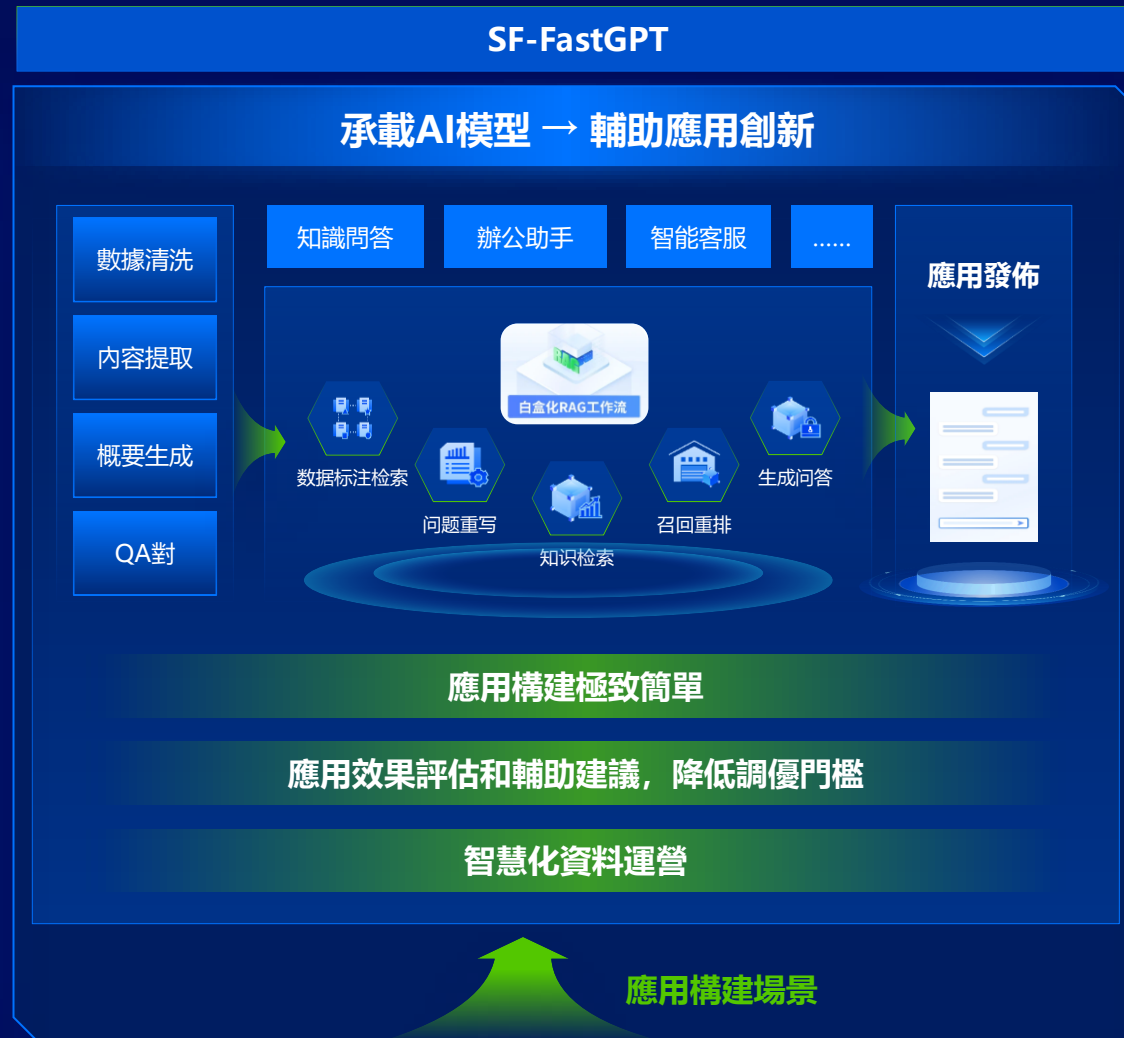 SF-FastGPT
承載AI模型 → 輔助應用創新
數據清洗
內容提取
概要生成
QA對
知識問答
辦公助手
智能客服
......
RAG
白盒化RAG工作流
数据标注检索
问题重写
知识检索
召回重排
生成问答
應用發佈
應用構建極致簡單
應用效果評估和輔助建議，降低調優門檻
智慧化資料運營
應用構建場景